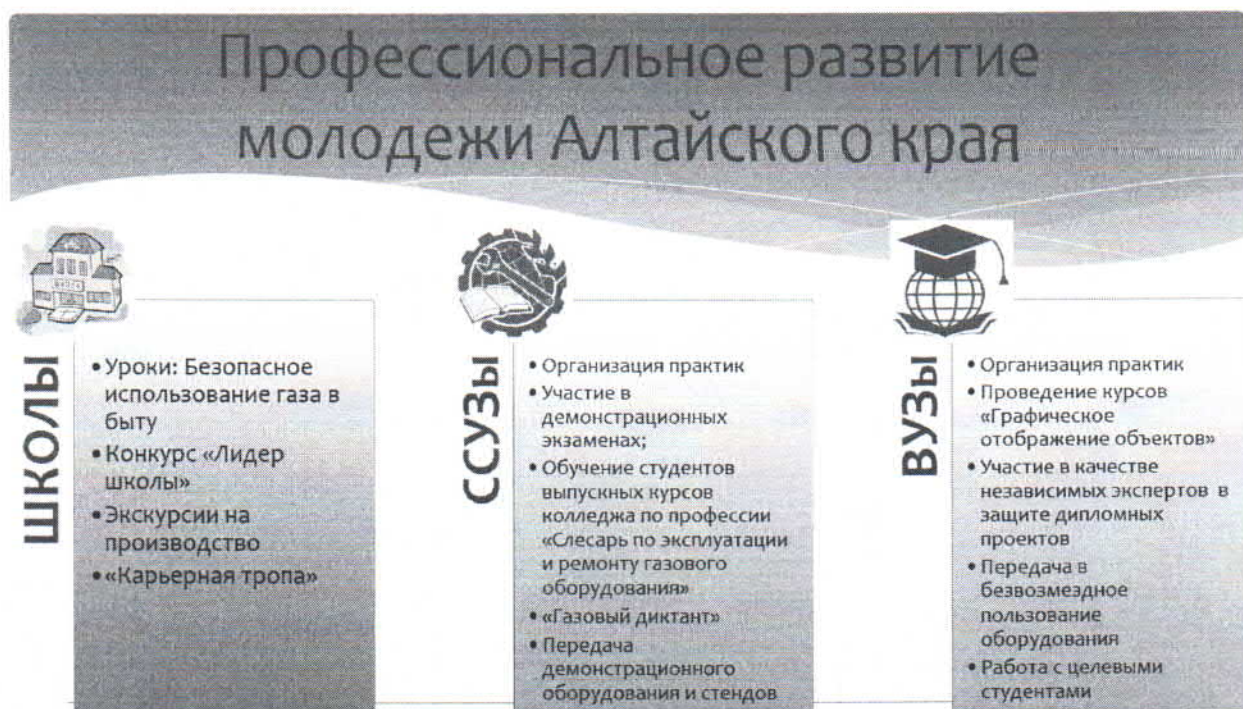 Профессиональное развитие
молодежи Алтайского края
ШКОЛЫ
• Уроки: Безопасное
использование газа в
быту
• Конкурс «Лидер
школы»
• Экскурсии на
производство
• «Карьерная тропа»
ССУЗы
• Организация практик
• Участие в
демонстрационных
экзаменах;
• Обучение студентов
выпускных курсов
колледжа по профессии
«Слесарь по эксплуатации
и ремонту газового
оборудования»
• «Газовый диктант»
• Передача
демонстрационного
оборудования и стендов
ВУЗы
• Организация практик
• Проведение курсов
«Графическое
отображение объектов»
• Участие в качестве
независимых экспертов в
защите дипломных
проектов
• Передача в
безвозмездное
пользование
оборудования
• Работа с целевыми
студентами